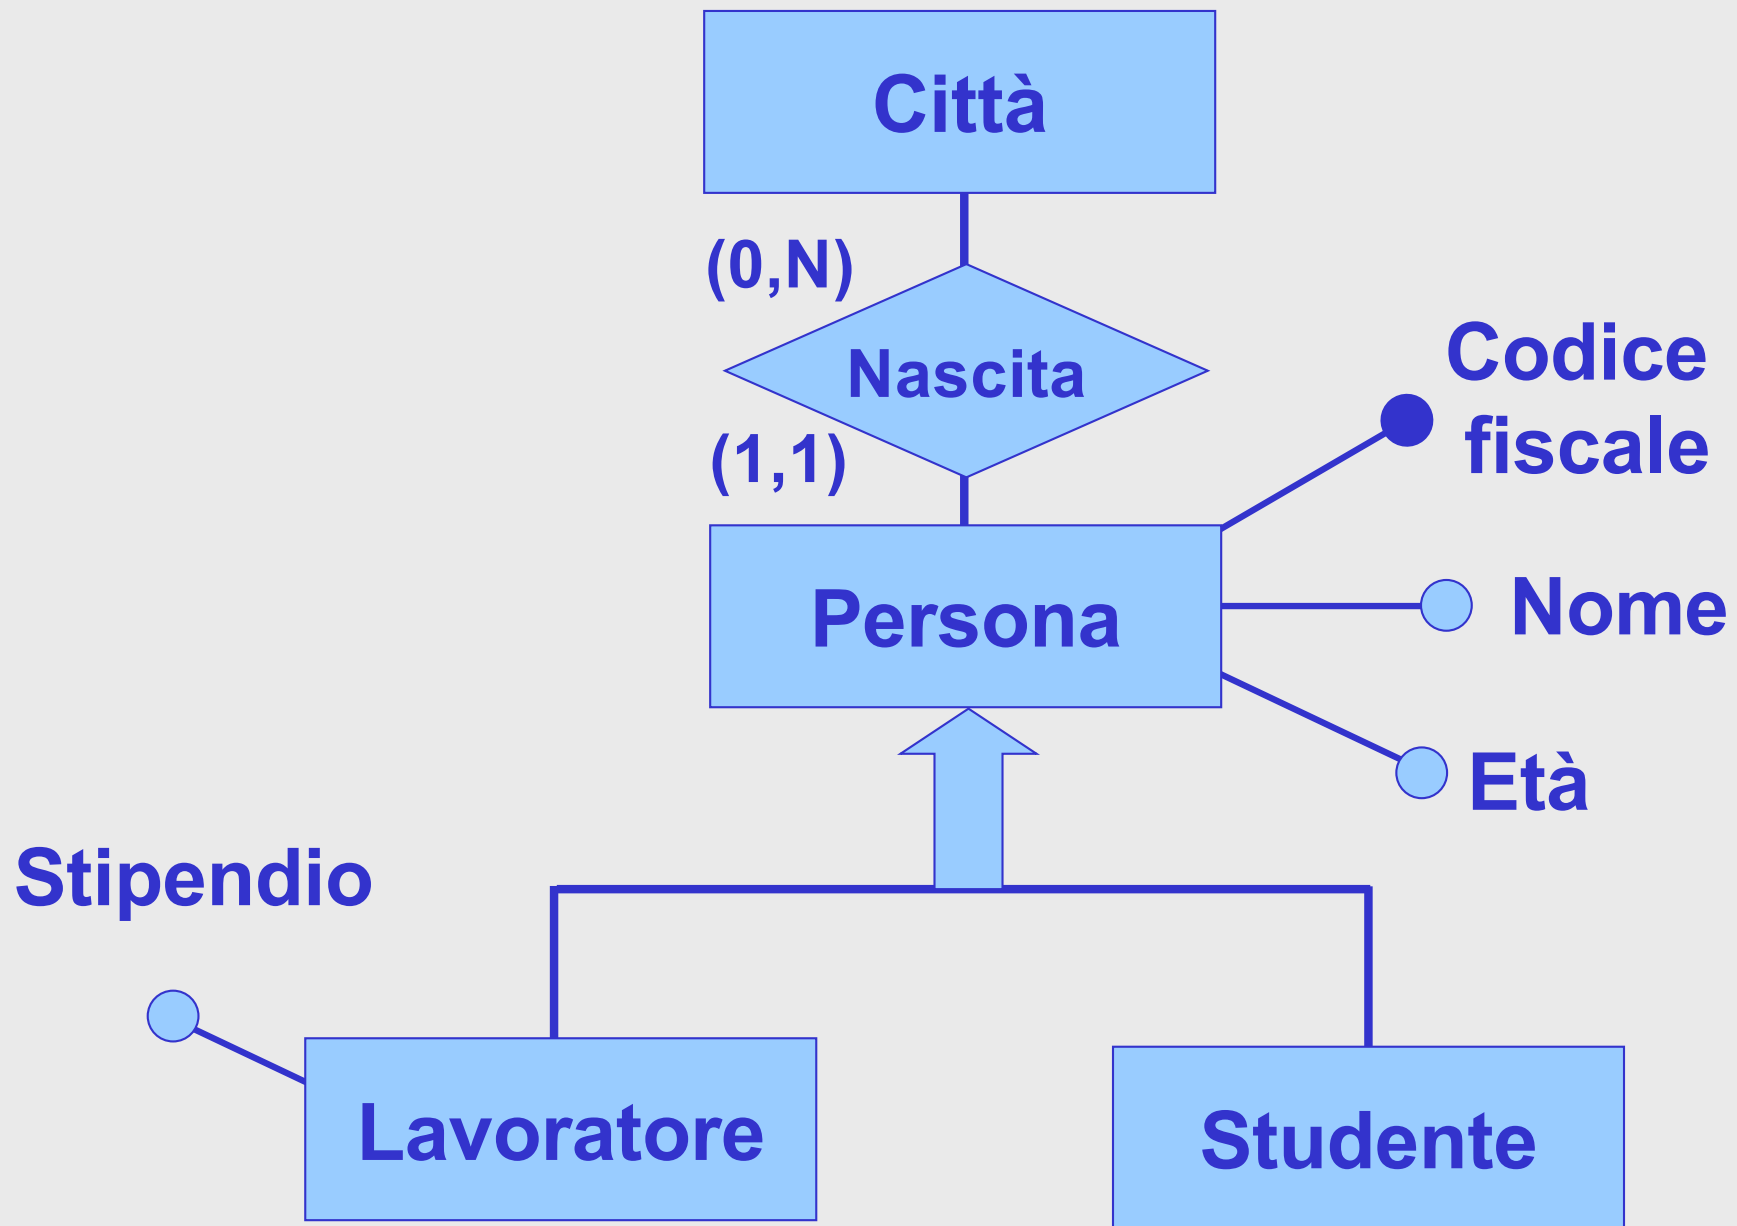 Città
(0,N)
Nascita
(1,1)
Codice
fiscale
Persona
Nome
Età
Stipendio
Lavoratore
Studente